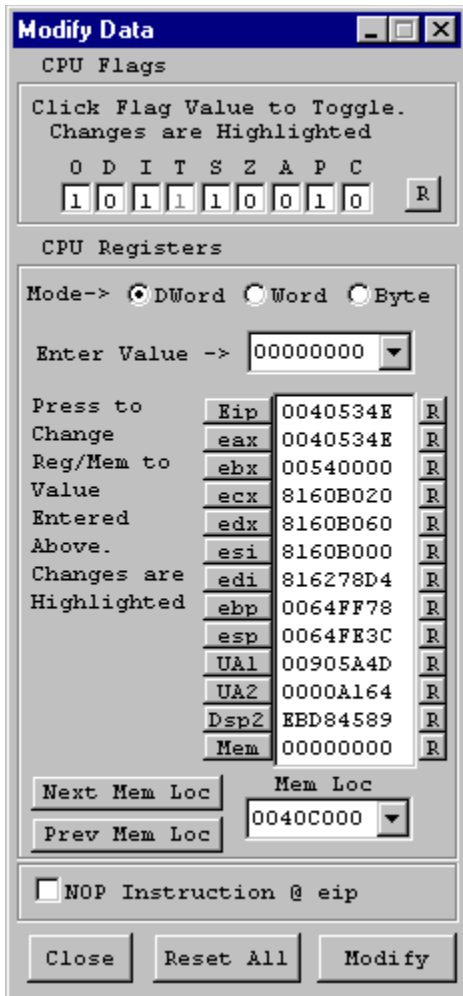 Modify Data
CPU Flags
Click Flag Value to Toggle.
Changes are Highlighted
O D I T S Z A P C
1 0 1 1 1 0 0 1 0 R
CPU Registers
Mode-> DWord Word Byte
Enter Value -> 00000000
Press to
Change
Reg/Mem to
Value
Entered
Above.
Changes are
Highlighted
Eip 0040534E R
eax 0040534E R
ebx 00540000 R
ecx 8160B020 R
edx 8160B060 R
esi 8160B000 R
edi 816278D4 R
ebp 0064FF78 R
esp 0064FE3C R
UA1 00905A4D R
UA2 0000A164 R
Dsp2 EBD84589 R
Mem 00000000 R
Next Mem Loc
Prev Mem Loc
Mem Loc
0040C000
NOP Instruction @ eip
Close Reset All Modify